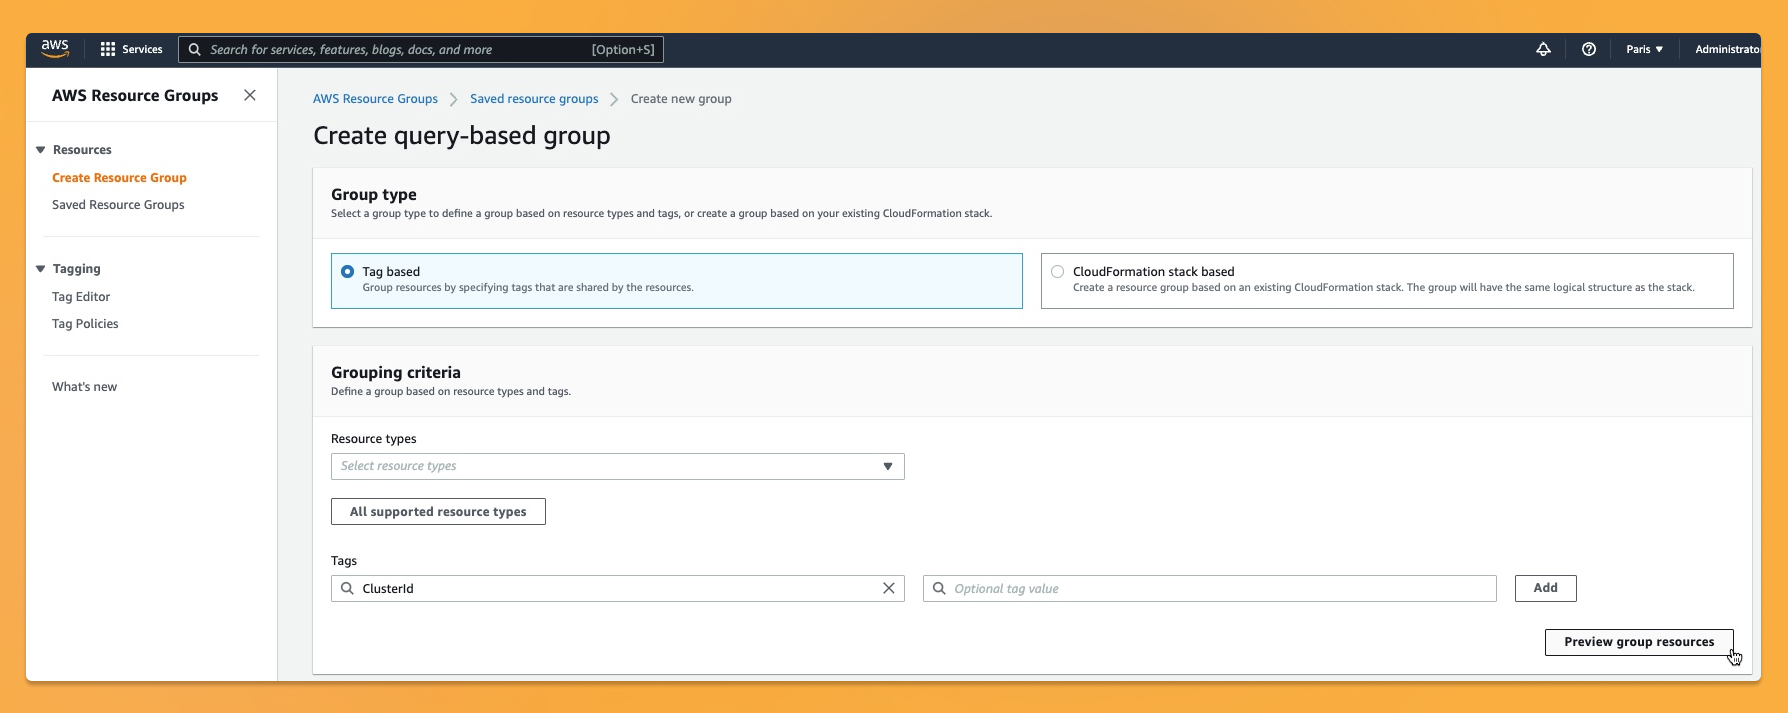 aws
Services
Search for services, features, blogs, docs, and more
[Option+S]
Paris ▼
Administrato
AWS Resource Groups
Resources
Create Resource Group
Saved Resource Groups
Tagging
Tag Editor
Tag Policies
What's new
AWS Resource Groups > Saved resource groups > Create new group
Create query-based group
Group type
Select a group type to define a group based on resource types and tags, or create a group based on your existing CloudFormation stack.
Tag based
Group resources by specifying tags that are shared by the resources.
CloudFormation stack based
Create a resource group based on an existing CloudFormation stack. The group will have the same logical structure as the stack.
Grouping criteria
Define a group based on resource types and tags.
Resource types
Select resource types
All supported resource types
Tags
ClusterId
Optional tag value
Add
Preview group resources